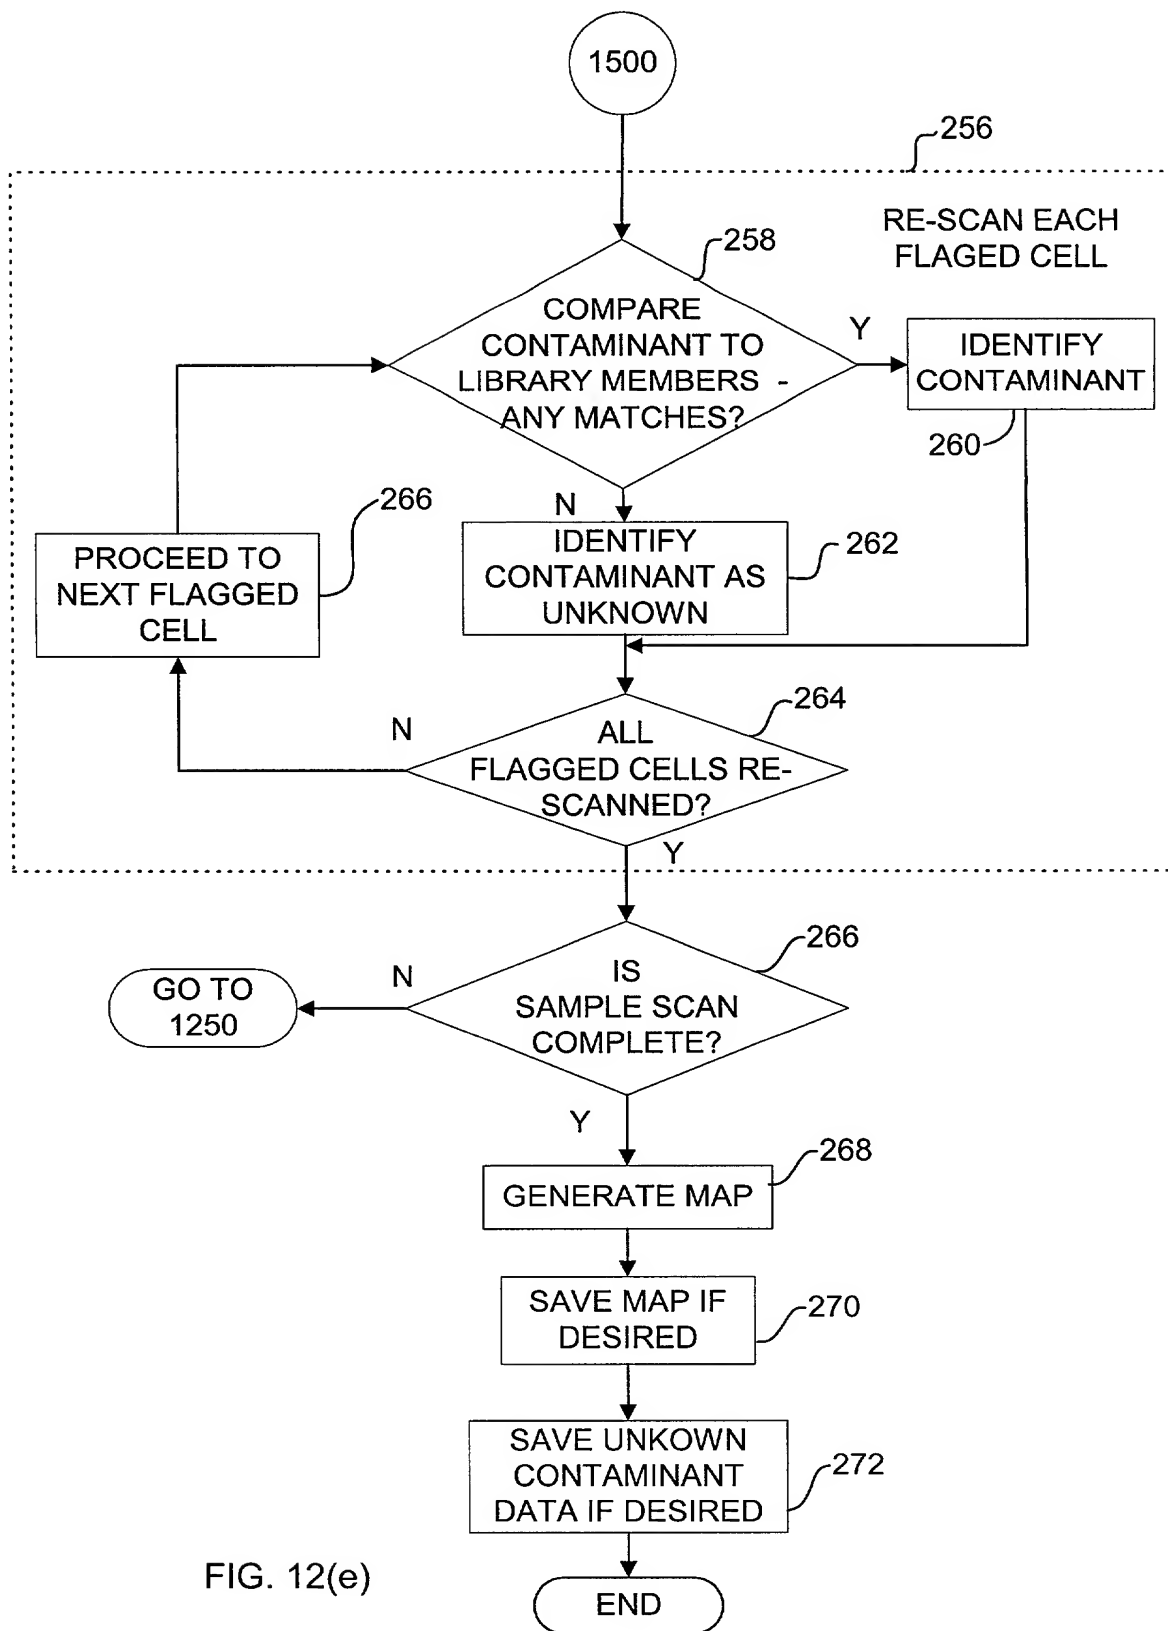 1500
256
RE-SCAN EACH
FLAGED CELL
258
COMPARE
CONTAMINANT TO
LIBRARY MEMBERS -
ANY MATCHES?
Y
IDENTIFY
CONTAMINANT
260
N
266
PROCEED TO
NEXT FLAGGED
CELL
IDENTIFY
CONTAMINANT AS
UNKNOWN
262
264
N
ALL
FLAGGED CELLS RE-
SCANNED?
Y
266
N
IS
SAMPLE SCAN
COMPLETE?
GO TO
1250
Y
268
GENERATE MAP
SAVE MAP IF
DESIRED
270
SAVE UNKOWN
CONTAMINANT
DATA IF DESIRED
272
FIG. 12(e)
END